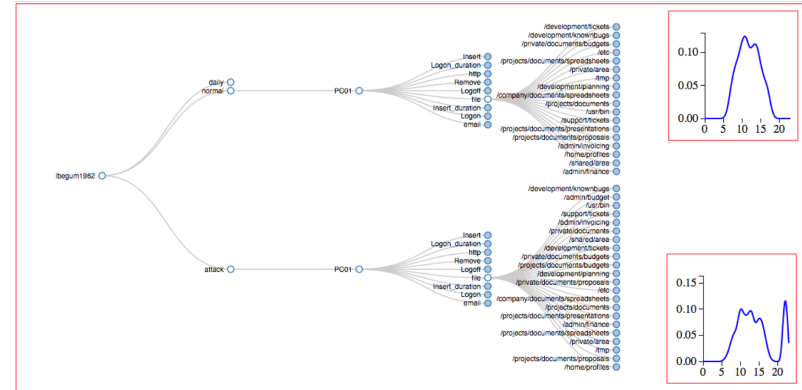 lbegum1962
daily
normal
PC01
Insert
Logon_duration
http
Remove
Logoff
file
Insert_duration
Logon
email
/development/tickets
/development/knownbugs
/private/documents/budgets
/etc
/projects/documents/spreadsheets
/private/area
/tmp
/development/planning
/company/documents/spreadsheets
/projects/documents
/usr/bin
/support/tickets
/projects/documents/presentations
/projects/documents/proposals
/admin/invoicing
/home/profiles
/shared/area
/admin/finance
0.10
0.05
0.00
0 5 10 15 20
attack
PC01
Insert
Logon_duration
http
Remove
Logoff
file
Insert_duration
Logon
email
/development/knownbugs
/admin/budget
/usr/bin
/support/tickets
/admin/invoicing
/private/documents
/shared/area
/development/tickets
/private/documents/budgets
/projects/documents/budgets
/development/planning
/private/documents/proposals
/etc
/company/documents/spreadsheets
/projects/documents
/projects/documents/presentations
/admin/finance
/projects/documents/spreadsheets
/private/area
/tmp
/projects/documents/proposals
/home/profiles
0.15
0.10
0.05
0.00
0 5 10 15 20